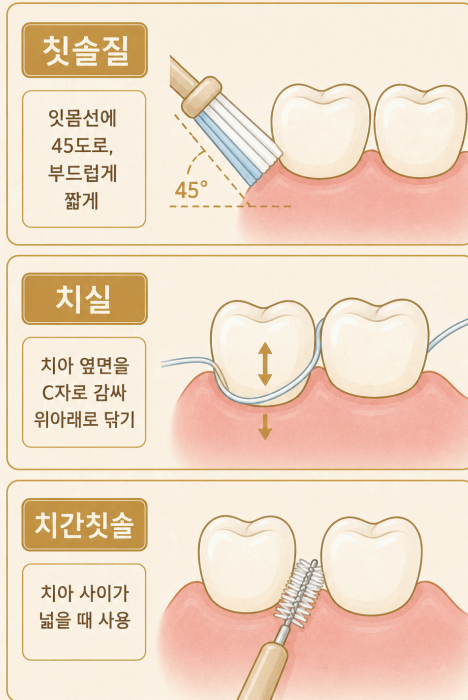 칫솔질
잇몸선에
45도로,
부드럽게
짧게
45°
치실
치아 옆면을
C자로 감싸
위아래로 닦기
치간칫솔
치아 사이가
넓을 때 사용